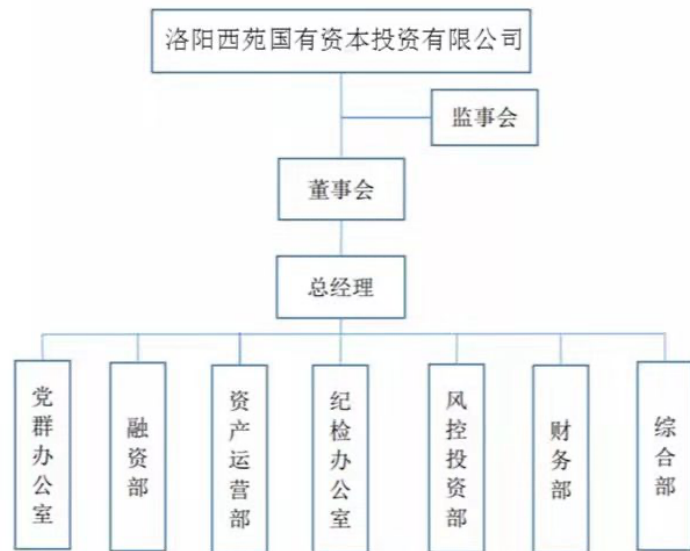 洛阳西苑国有资本投资有限公司
监事会
董事会
总经理
党群办公室
融资部
资产运营部
纪检办公室
风控投资部
财务部
综合部